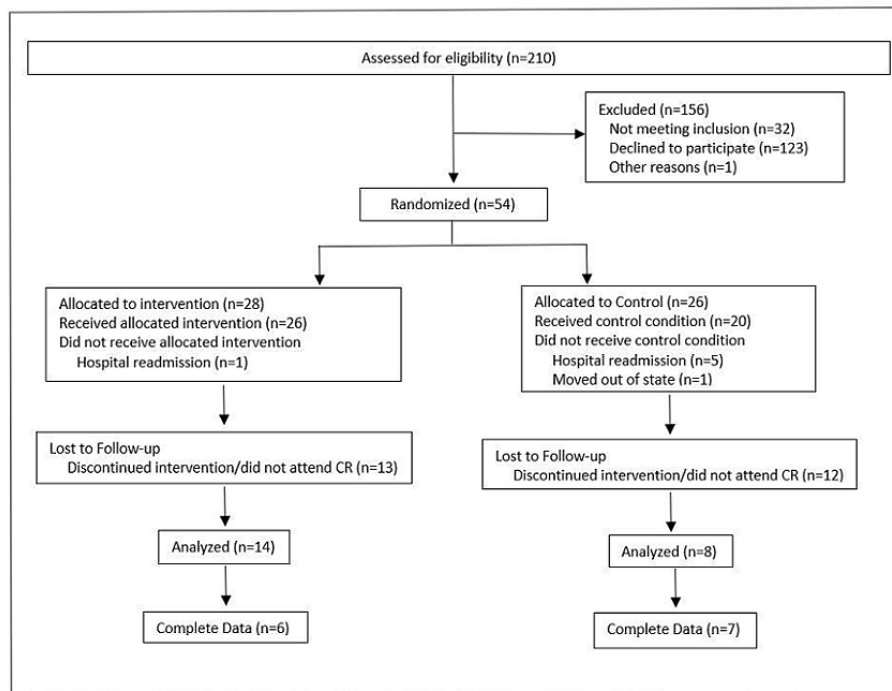 Assessed for eligibility (n=210)
Excluded (n=156)
Not meeting inclusion (n=32)
Declined to participate (n=123)
Other reasons (n=1)
Randomized (n=54)
Allocated to intervention (n=28)
Received allocated intervention (n=26)
Did not receive allocated intervention
Hospital readmission (n=1)
Allocated to Control (n=26)
Received control condition (n=20)
Did not receive control condition
Hospital readmission (n=5)
Moved out of state (n=1)
Lost to Follow-up
Discontinued intervention/did not attend CR (n=13)
Lost to Follow-up
Discontinued intervention/did not attend CR (n=12)
Analyzed (n=14)
Analyzed (n=8)
Complete Data (n=6)
Complete Data (n=7)